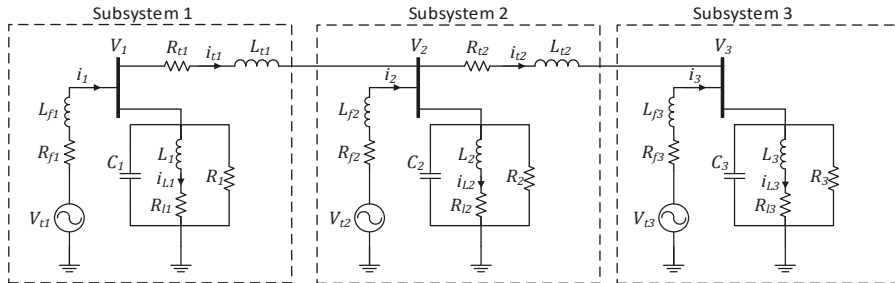 Subsystem 1
Subsystem 2
Subsystem 3
V1
Rt1
it1
Lt1
V2
Rt2
it2
Lt2
V3
i1
i2
i3
Lf1
Lf2
Lf3
C1
L1
C2
L2
C3
L3
Rf1
iL1
R1
Rf2
iL2
R2
Rf3
iL3
R3
Rl1
Rl2
Rl3
Vt1
Vt2
Vt3